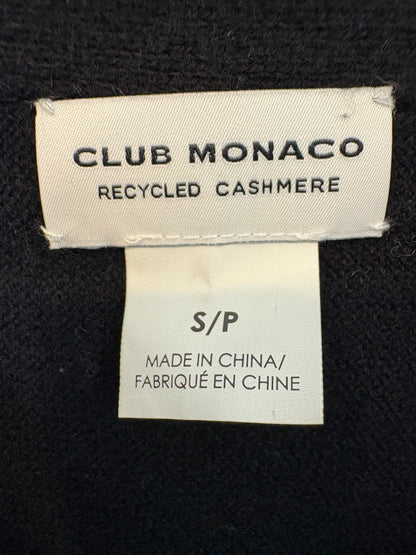 CLUB MONACO
RECYCLED CASHMERE
S/P
MADE IN CHINA/
FABRIQUÉ EN CHINE